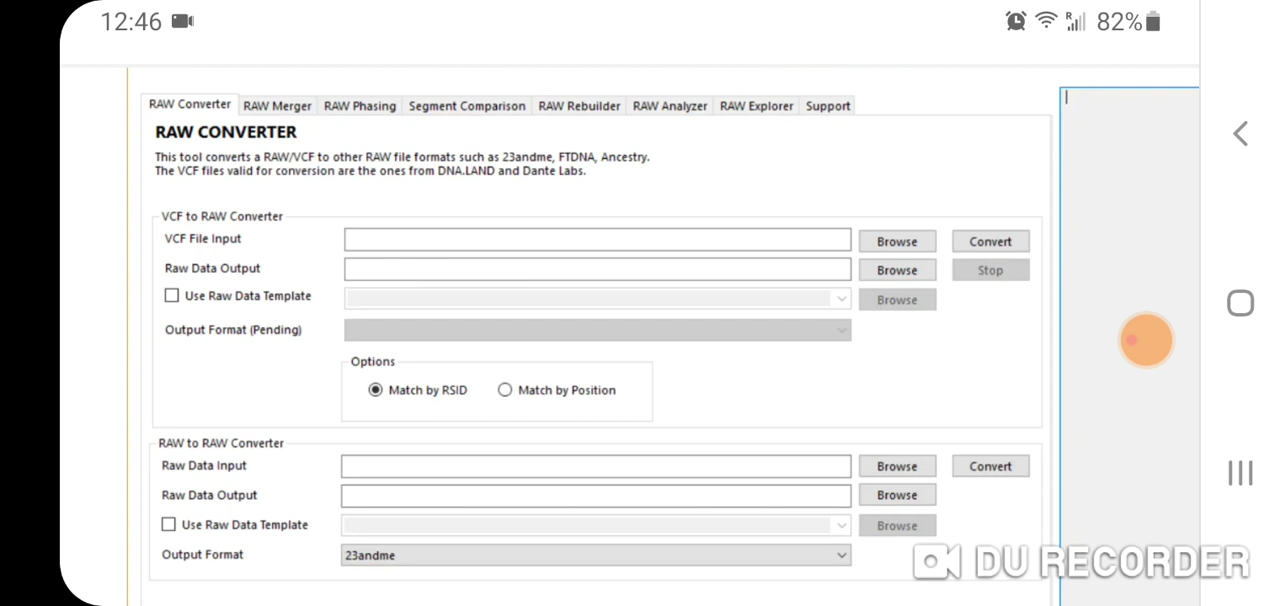 12:46 82%
RAW Converter RAW Merger RAW Phasing Segment Comparison RAW Rebuilder RAW Analyzer RAW Explorer Support
RAW CONVERTER
This tool converts a RAW/VCF to other RAW file formats such as 23andme, FTDNA, Ancestry.
The VCF files valid for conversion are the ones from DNA.LAND and Dante Labs.
VCF to RAW Converter
VCF File Input Browse Convert
Raw Data Output Browse Stop
Use Raw Data Template Browse
Output Format (Pending)
Options
Match by RSID Match by Position
RAW to RAW Converter
Raw Data Input Browse Convert
Raw Data Output Browse
Use Raw Data Template Browse
Output Format 23andme
DU RECORDER